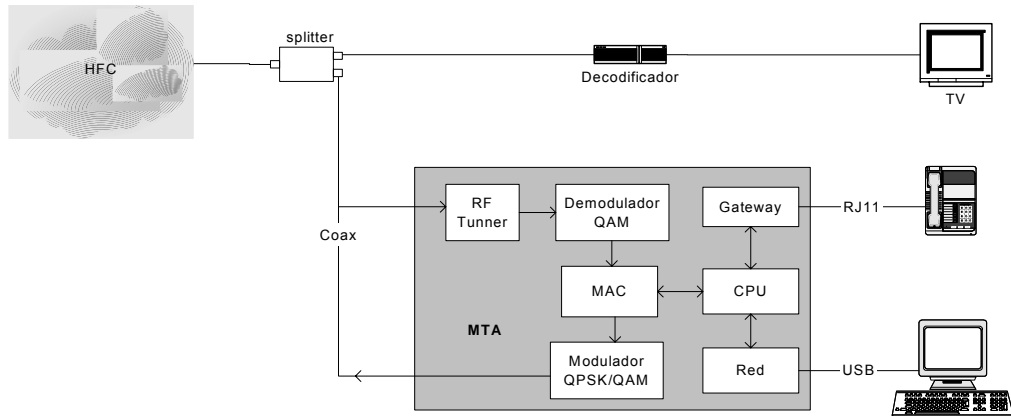 HFC
splitter
Decodificador
TV
RF
Tunner
Demodulador
QAM
Gateway
RJ11
Coax
MAC
CPU
MTA
Modulador
QPSK/QAM
Red
USB